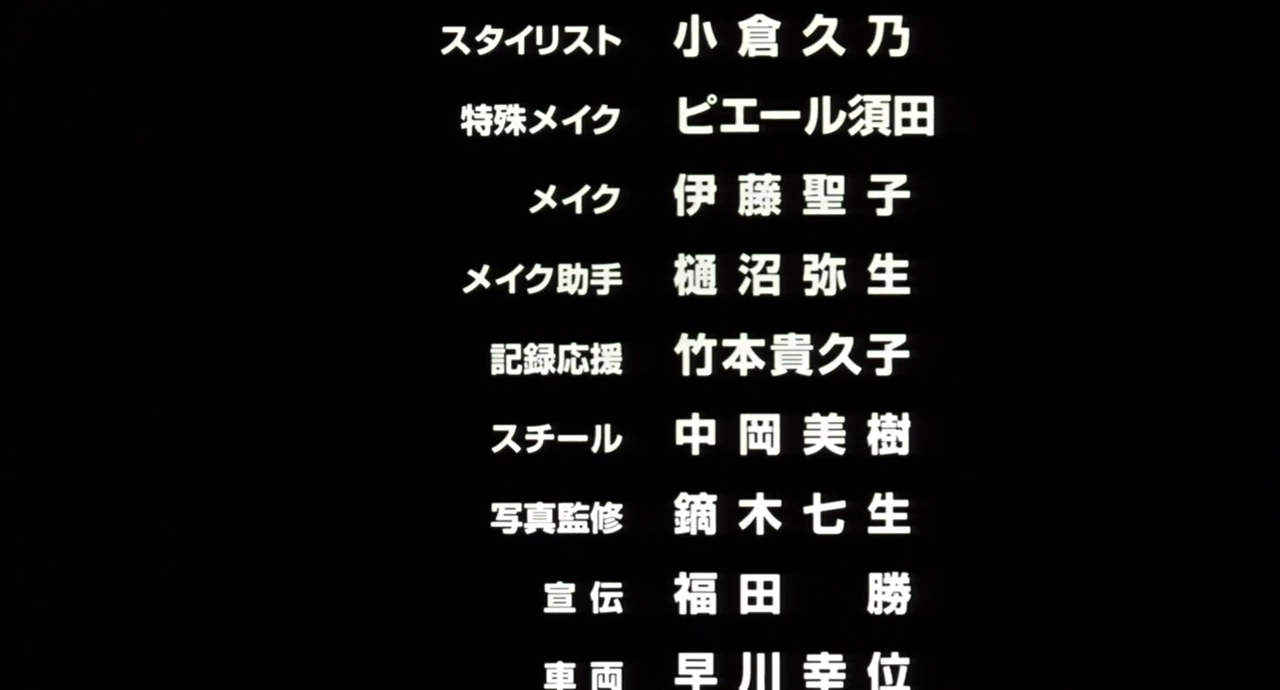 スタイリスト 小倉久乃
特殊メイク ピエール須田
メイク 伊藤聖子
メイク助手 樋沼弥生
記録応援 竹本貴久子
スチール 中岡美樹
写真監修 鏑木七生
宣伝 福田 勝
車両 早川幸位